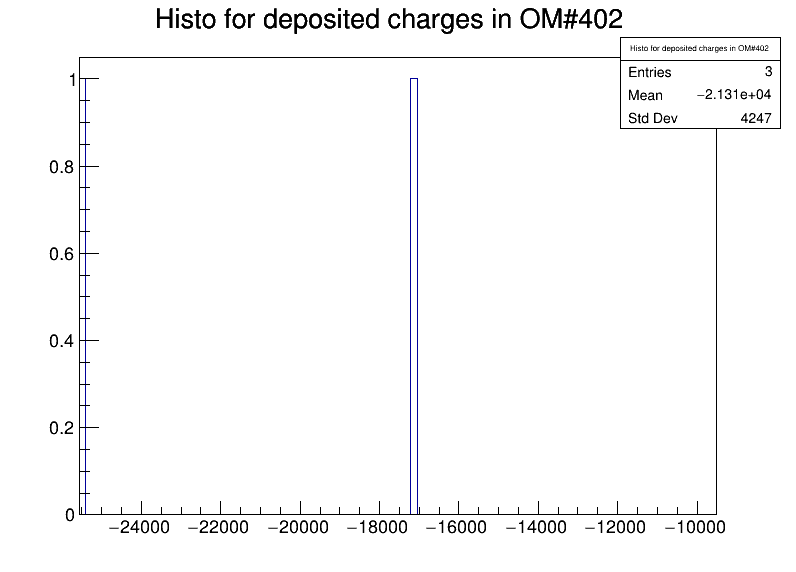 Histo for deposited charges in OM#402
Histo for deposited charges in OM#402
Entries 3
Mean −2.131e+04
Std Dev 4247
1
0.8
0.6
0.4
0.2
0
−24000 −22000 −20000 −18000 −16000 −14000 −12000 −10000